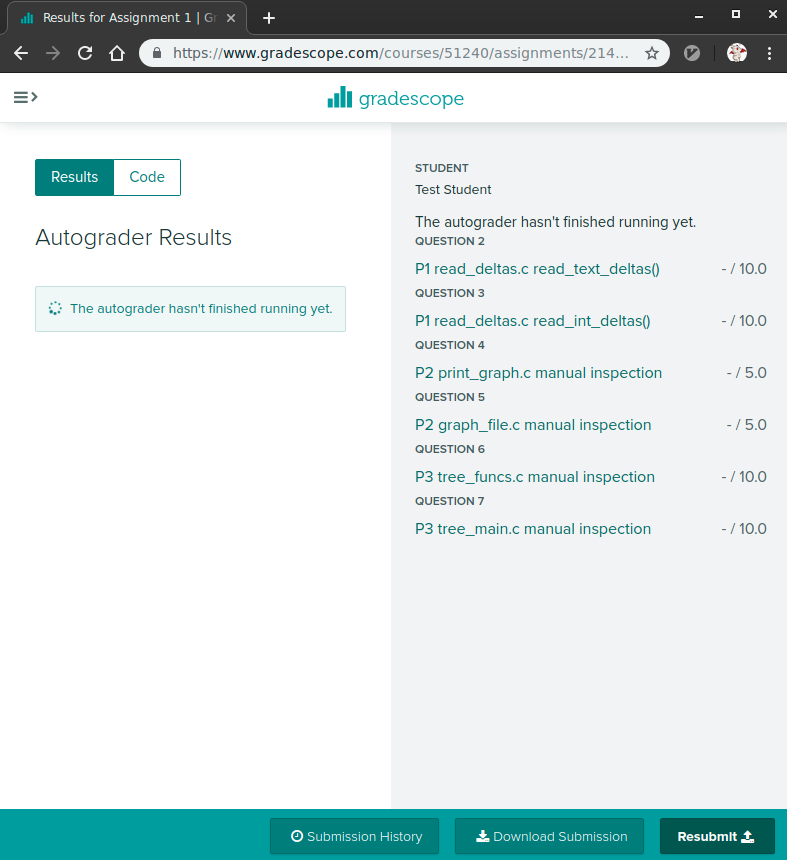 Results for Assignment 1 | Gr
https://www.gradescope.com/courses/51240/assignments/214...
gradescope
Results Code
Autograder Results
The autograder hasn't finished running yet.
STUDENT
Test Student
The autograder hasn't finished running yet.
QUESTION 2
P1 read_deltas.c read_text_deltas() - / 10.0
QUESTION 3
P1 read_deltas.c read_int_deltas() - / 10.0
QUESTION 4
P2 print_graph.c manual inspection - / 5.0
QUESTION 5
P2 graph_file.c manual inspection - / 5.0
QUESTION 6
P3 tree_funcs.c manual inspection - / 10.0
QUESTION 7
P3 tree_main.c manual inspection - / 10.0
Submission History Download Submission Resubmit